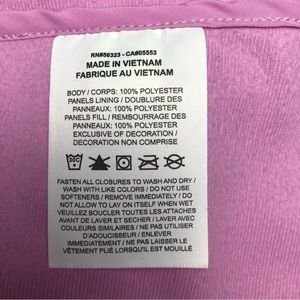 RN#56323 - CA#05553
MADE IN VIETNAM
FABRIQUE AU VIETNAM
BODY / CORPS: 100% POLYESTER
PANELS LINING / DOUBLURE DES
PANNEAUX: 100% POLYESTER
PANELS FILL / REMBOURRAGE DES
PANNEAUX: 100% POLYESTER
EXCLUSIVE OF DECORATION /
DECORATION NON COMPRISE
FASTEN ALL CLOSURES TO WASH AND DRY /
WASH WITH LIKE COLORS / DO NOT USE
SOFTENERS / REMOVE IMMEDIATELY / DO
NOT ALLOW TO LAY ON ITSELF WHEN WET
VEUILLEZ BOUCLER TOUTES LES ATTACHES
AVANT DE LAVER ET SECHER / LAVER AVEC
COULEURS SIMILAIRES / NE PAS
UTILISER D'ADOUCISSEUR / ENLEVER
IMMEDIATEMENT / NE PAS LAISSER LE
VÊTEMENT PLIÉ LORSQU'IL EST MOUILLÉ